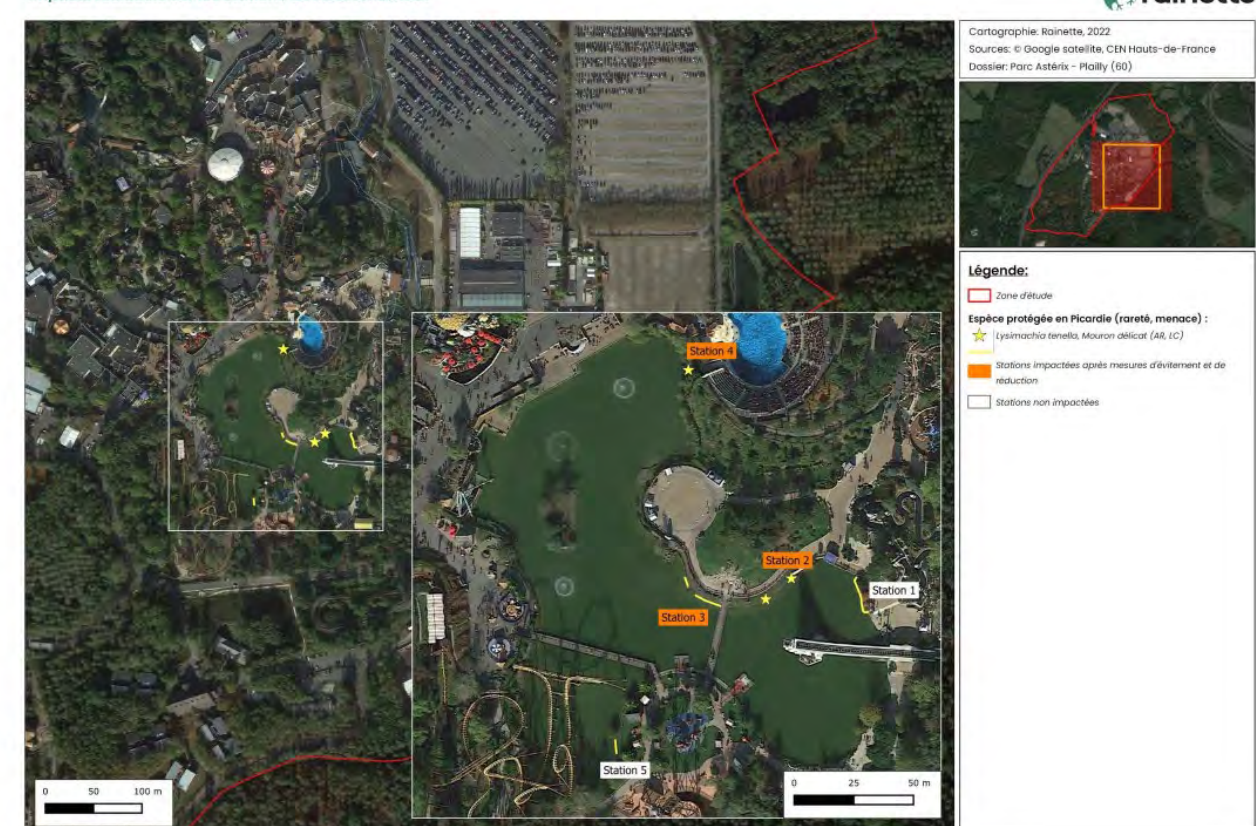 rainette
Cartographie: Rainette, 2022
Sources: © Google satellite, CEN Hauts-de-France
Dossier: Parc Astérix - Plailly (60)
Légende:
Zone d'étude
Espèce protégée en Picardie (rareté, menace) :
Lysimachia tenella, Mouron délicat (AR, LC)
Stations impactées après mesures d'évitement et de
réduction
Stations non impactées
Station 4
Station 2
Station 1
Station 3
Station 5
0 50 100 m
0 25 50 m